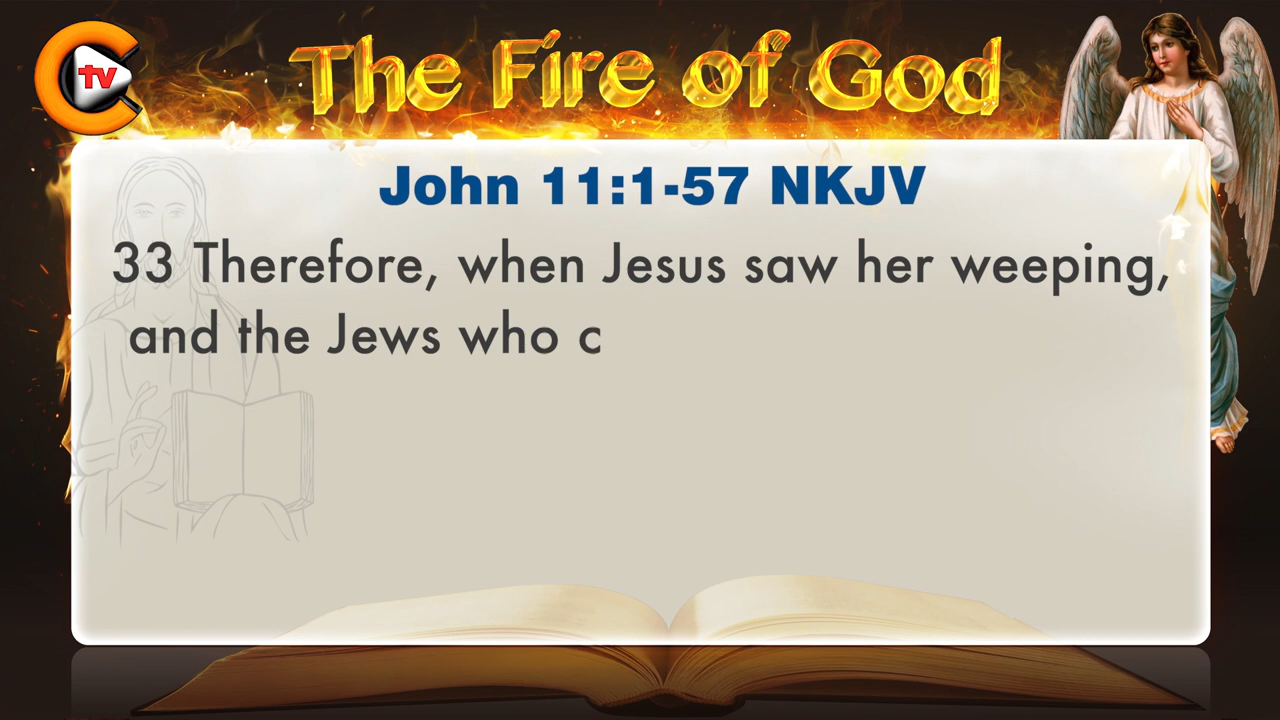 tv
The Fire of God
John 11:1-57 NKJV
33 Therefore, when Jesus saw her weeping,
and the Jews who c